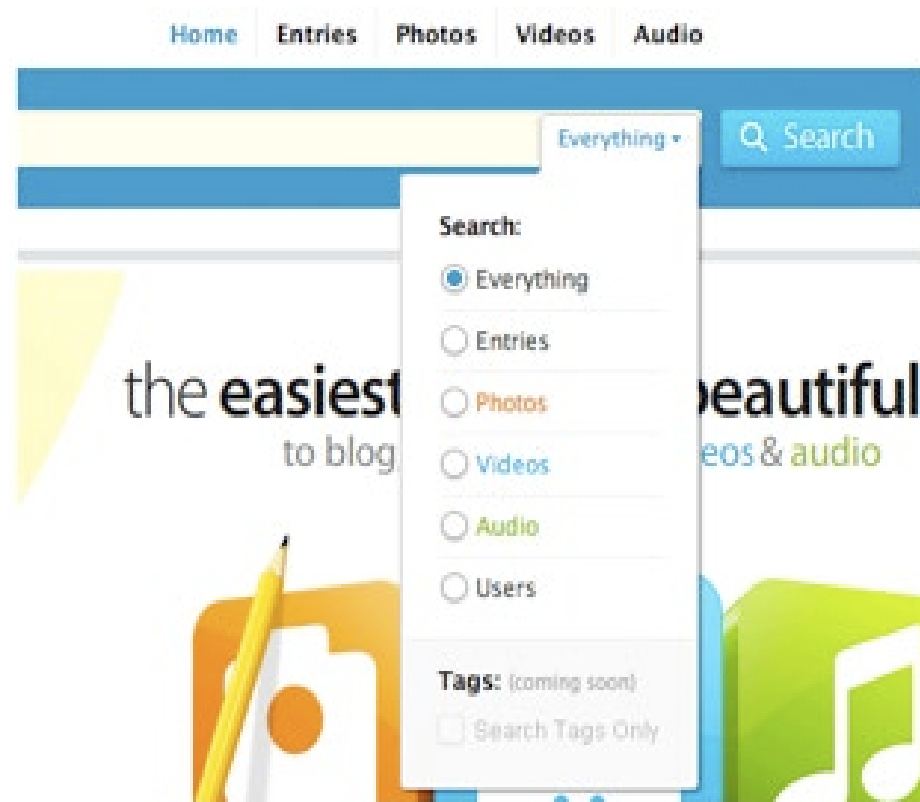 Home Entries Photos Videos Audio
Everything Search
Search:
Everything
Entries
the easiest beautiful
Photos
to blog eos & audio
Videos
Audio
Users
Tags: (coming soon)
Search Tags Only